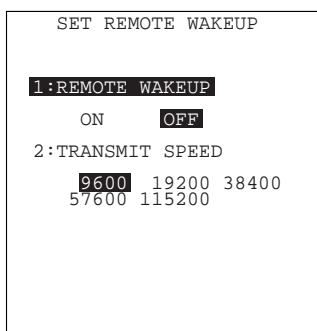 SET REMOTE WAKEUP
1:REMOTE WAKEUP
ON OFF
2:TRANSMIT SPEED
9600 19200 38400
57600 115200